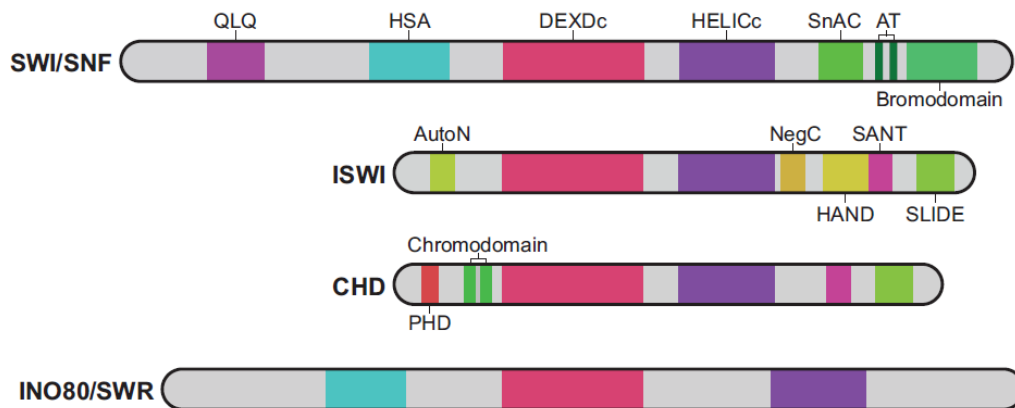 QLQ HSA DEXDc HELICc SnAC AT
SWI/SNF
Bromodomain
AutoN NegC SANT
ISWI
HAND SLIDE
Chromodomain
CHD
PHD
INO80/SWR